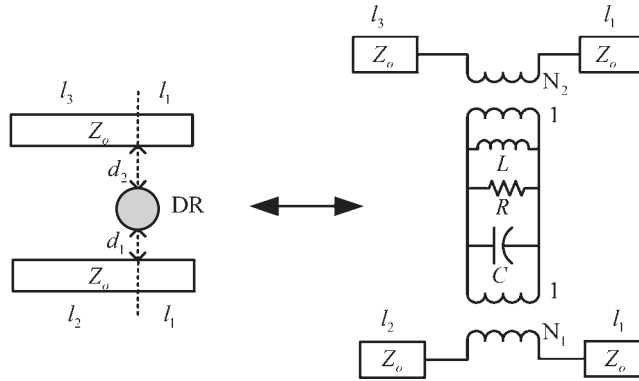 l₃ l₁
Zₒ
d₂
DR
d₁
Zₒ
l₂ l₁
l₃ l₁
Zₒ Zₒ
N₂
1
L
R
C
1
N₁
l₂ l₁
Zₒ Zₒ